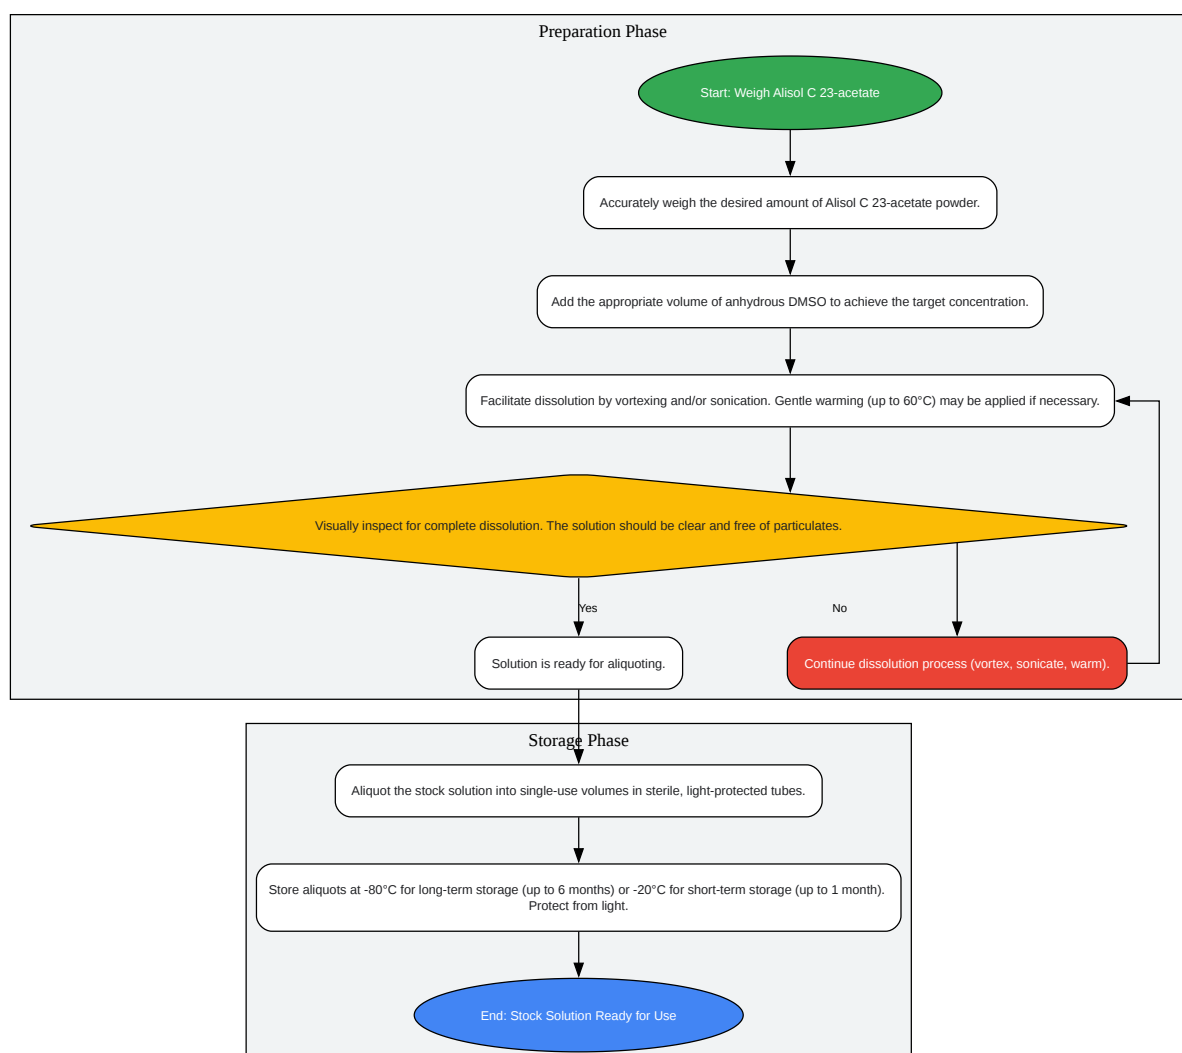 Preparation Phase
Start: Weigh Alisol C 23-acetate
Accurately weigh the desired amount of Alisol C 23-acetate powder.
Add the appropriate volume of anhydrous DMSO to achieve the target concentration.
Facilitate dissolution by vortexing and/or sonication. Gentle warming (up to 60°C) may be applied if necessary.
Visually inspect for complete dissolution. The solution should be clear and free of particulates.
Yes
No
Solution is ready for aliquoting.
Continue dissolution process (vortex, sonicate, warm).
Storage Phase
Aliquot the stock solution into single-use volumes in sterile, light-protected tubes.
Store aliquots at -80°C for long-term storage (up to 6 months) or -20°C for short-term storage (up to 1 month).
Protect from light.
End: Stock Solution Ready for Use